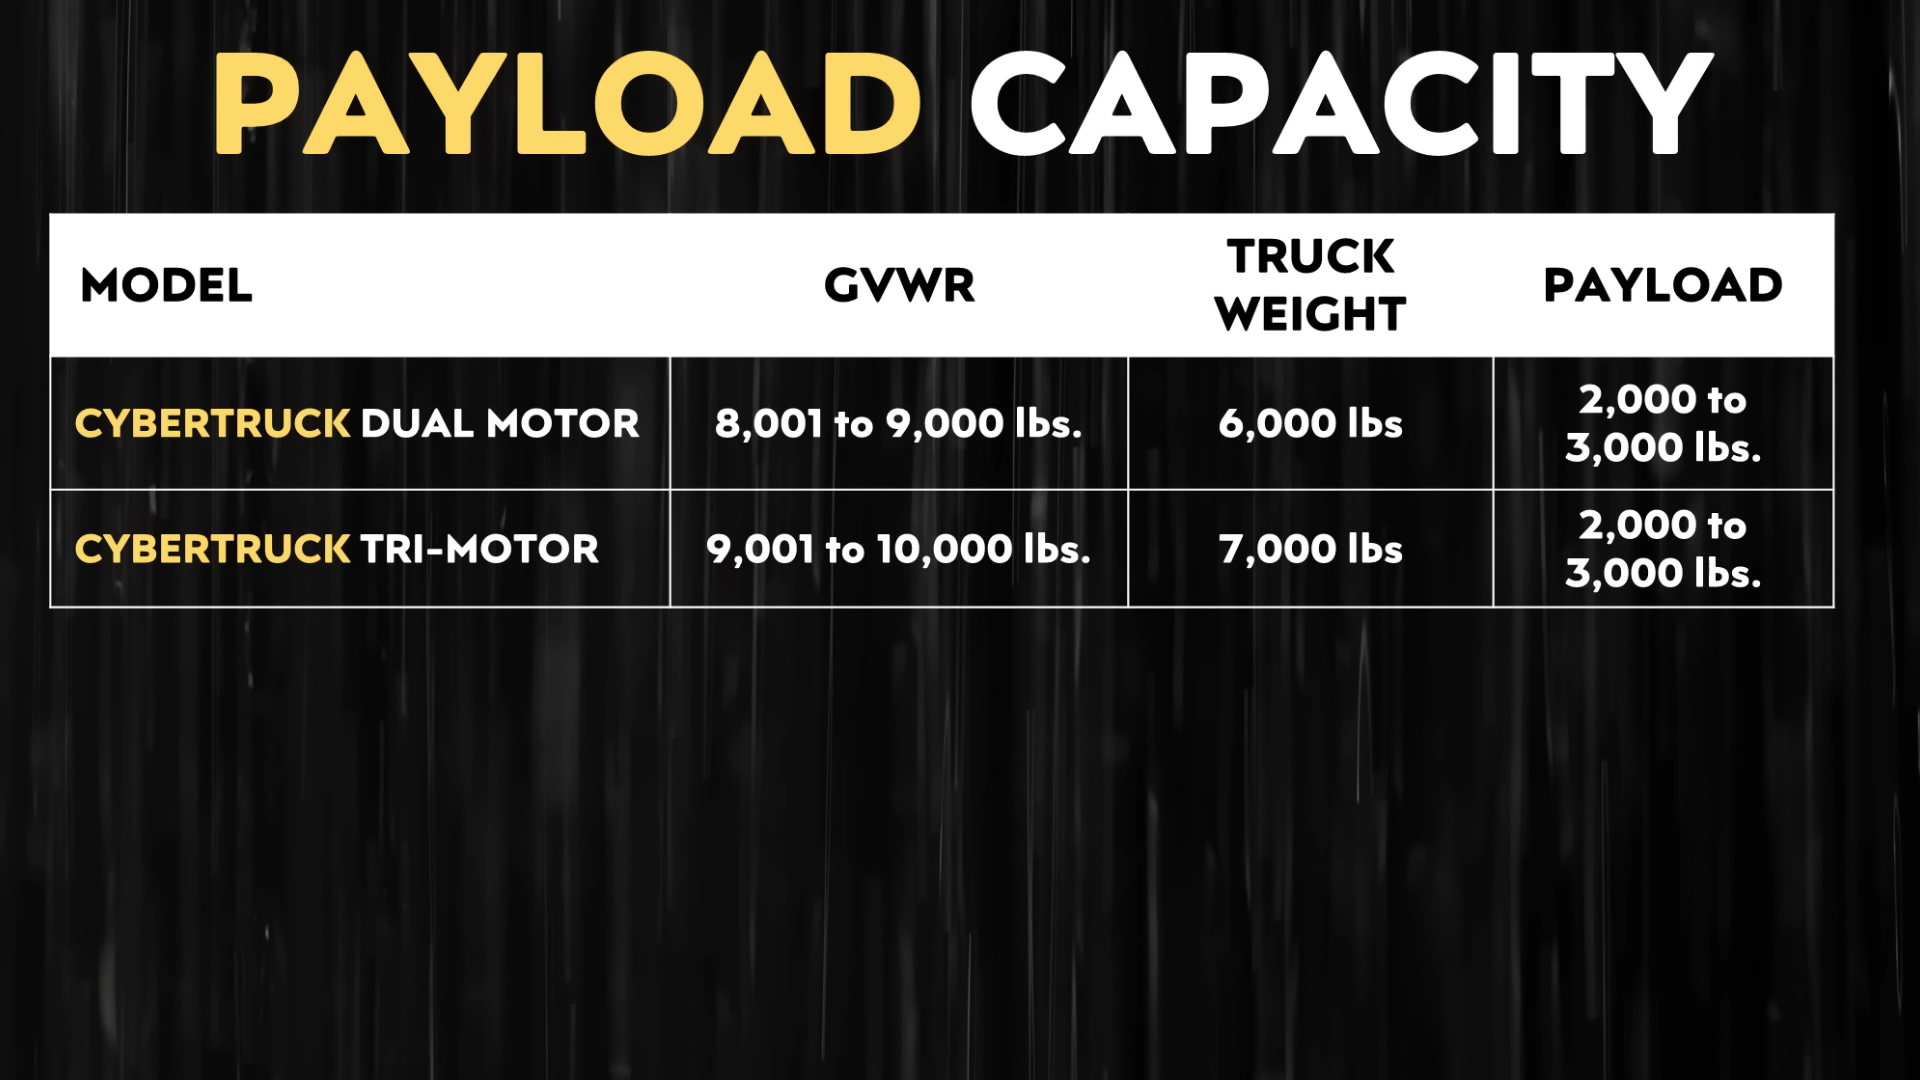 PAYLOAD CAPACITY
MODEL GVWR TRUCK WEIGHT PAYLOAD
CYBERTRUCK DUAL MOTOR 8,001 to 9,000 lbs. 6,000 lbs 2,000 to 3,000 lbs.
CYBERTRUCK TRI-MOTOR 9,001 to 10,000 lbs. 7,000 lbs 2,000 to 3,000 lbs.